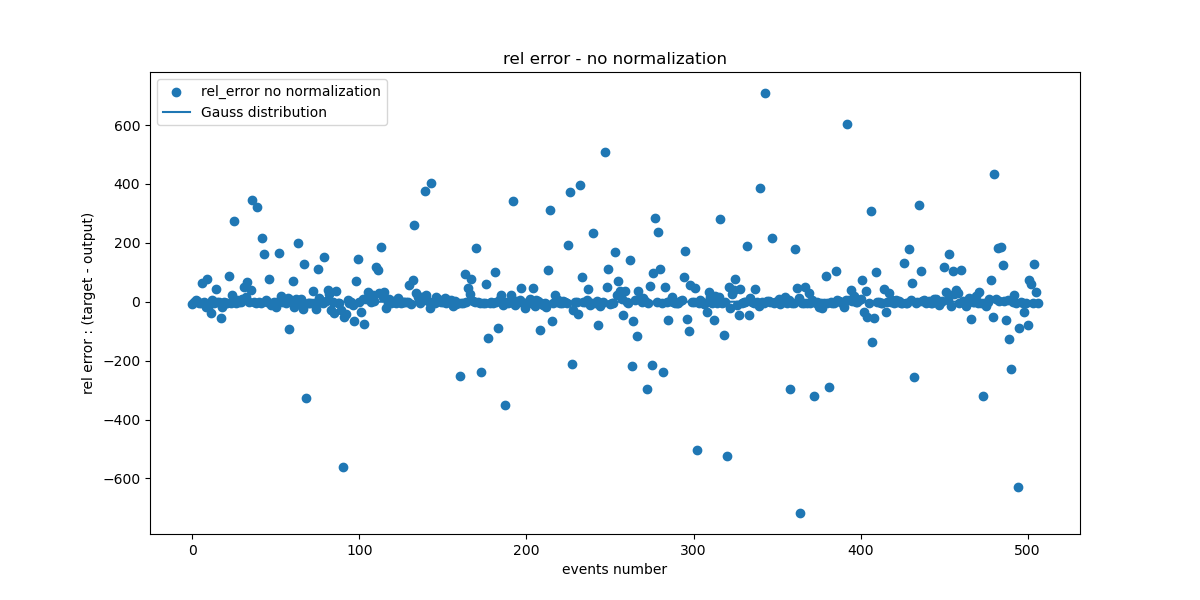 rel error - no normalization
rel_error no normalization
Gauss distribution
rel error : (target - output)
600
400
200
0
−200
−400
−600
0
100
200
300
400
500
events number